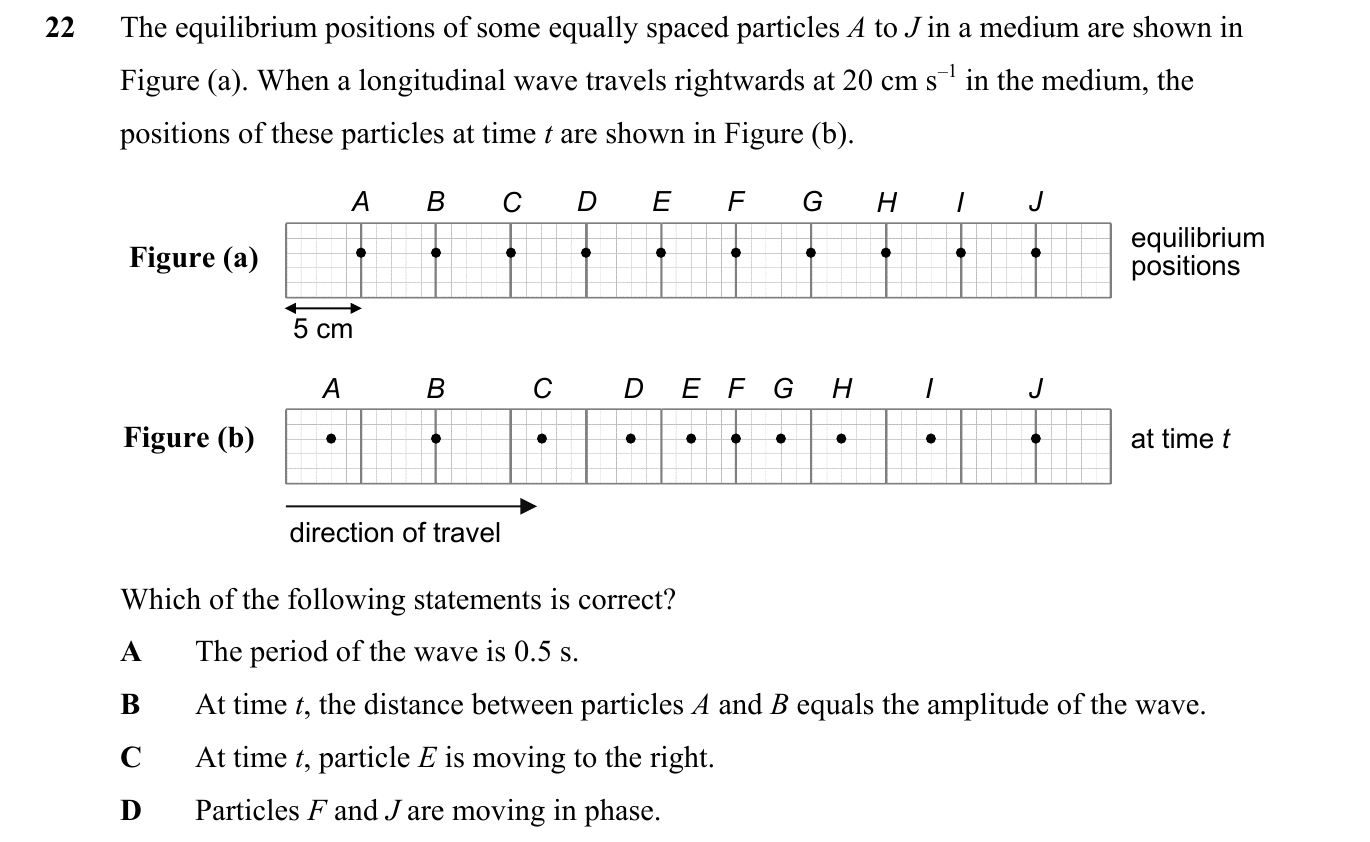 22 The equilibrium positions of some equally spaced particles A to J in a medium are shown in
Figure (a). When a longitudinal wave travels rightwards at 20 cm s⁻¹ in the medium, the
positions of these particles at time t are shown in Figure (b).
A B C D E F G H I J
Figure (a)
equilibrium
positions
5 cm
A B C D E F G H I J
Figure (b)
at time t
direction of travel
Which of the following statements is correct?
A The period of the wave is 0.5 s.
B At time t, the distance between particles A and B equals the amplitude of the wave.
C At time t, particle E is moving to the right.
D Particles F and J are moving in phase.